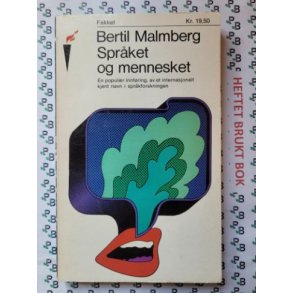 Fakkel
Kr. 19,50
Bertil Malmberg
Språket
og mennesket
En populær innføring, av et internasjonalt
kjent navn i språkforskningen
HEFTET BRUKT BOK